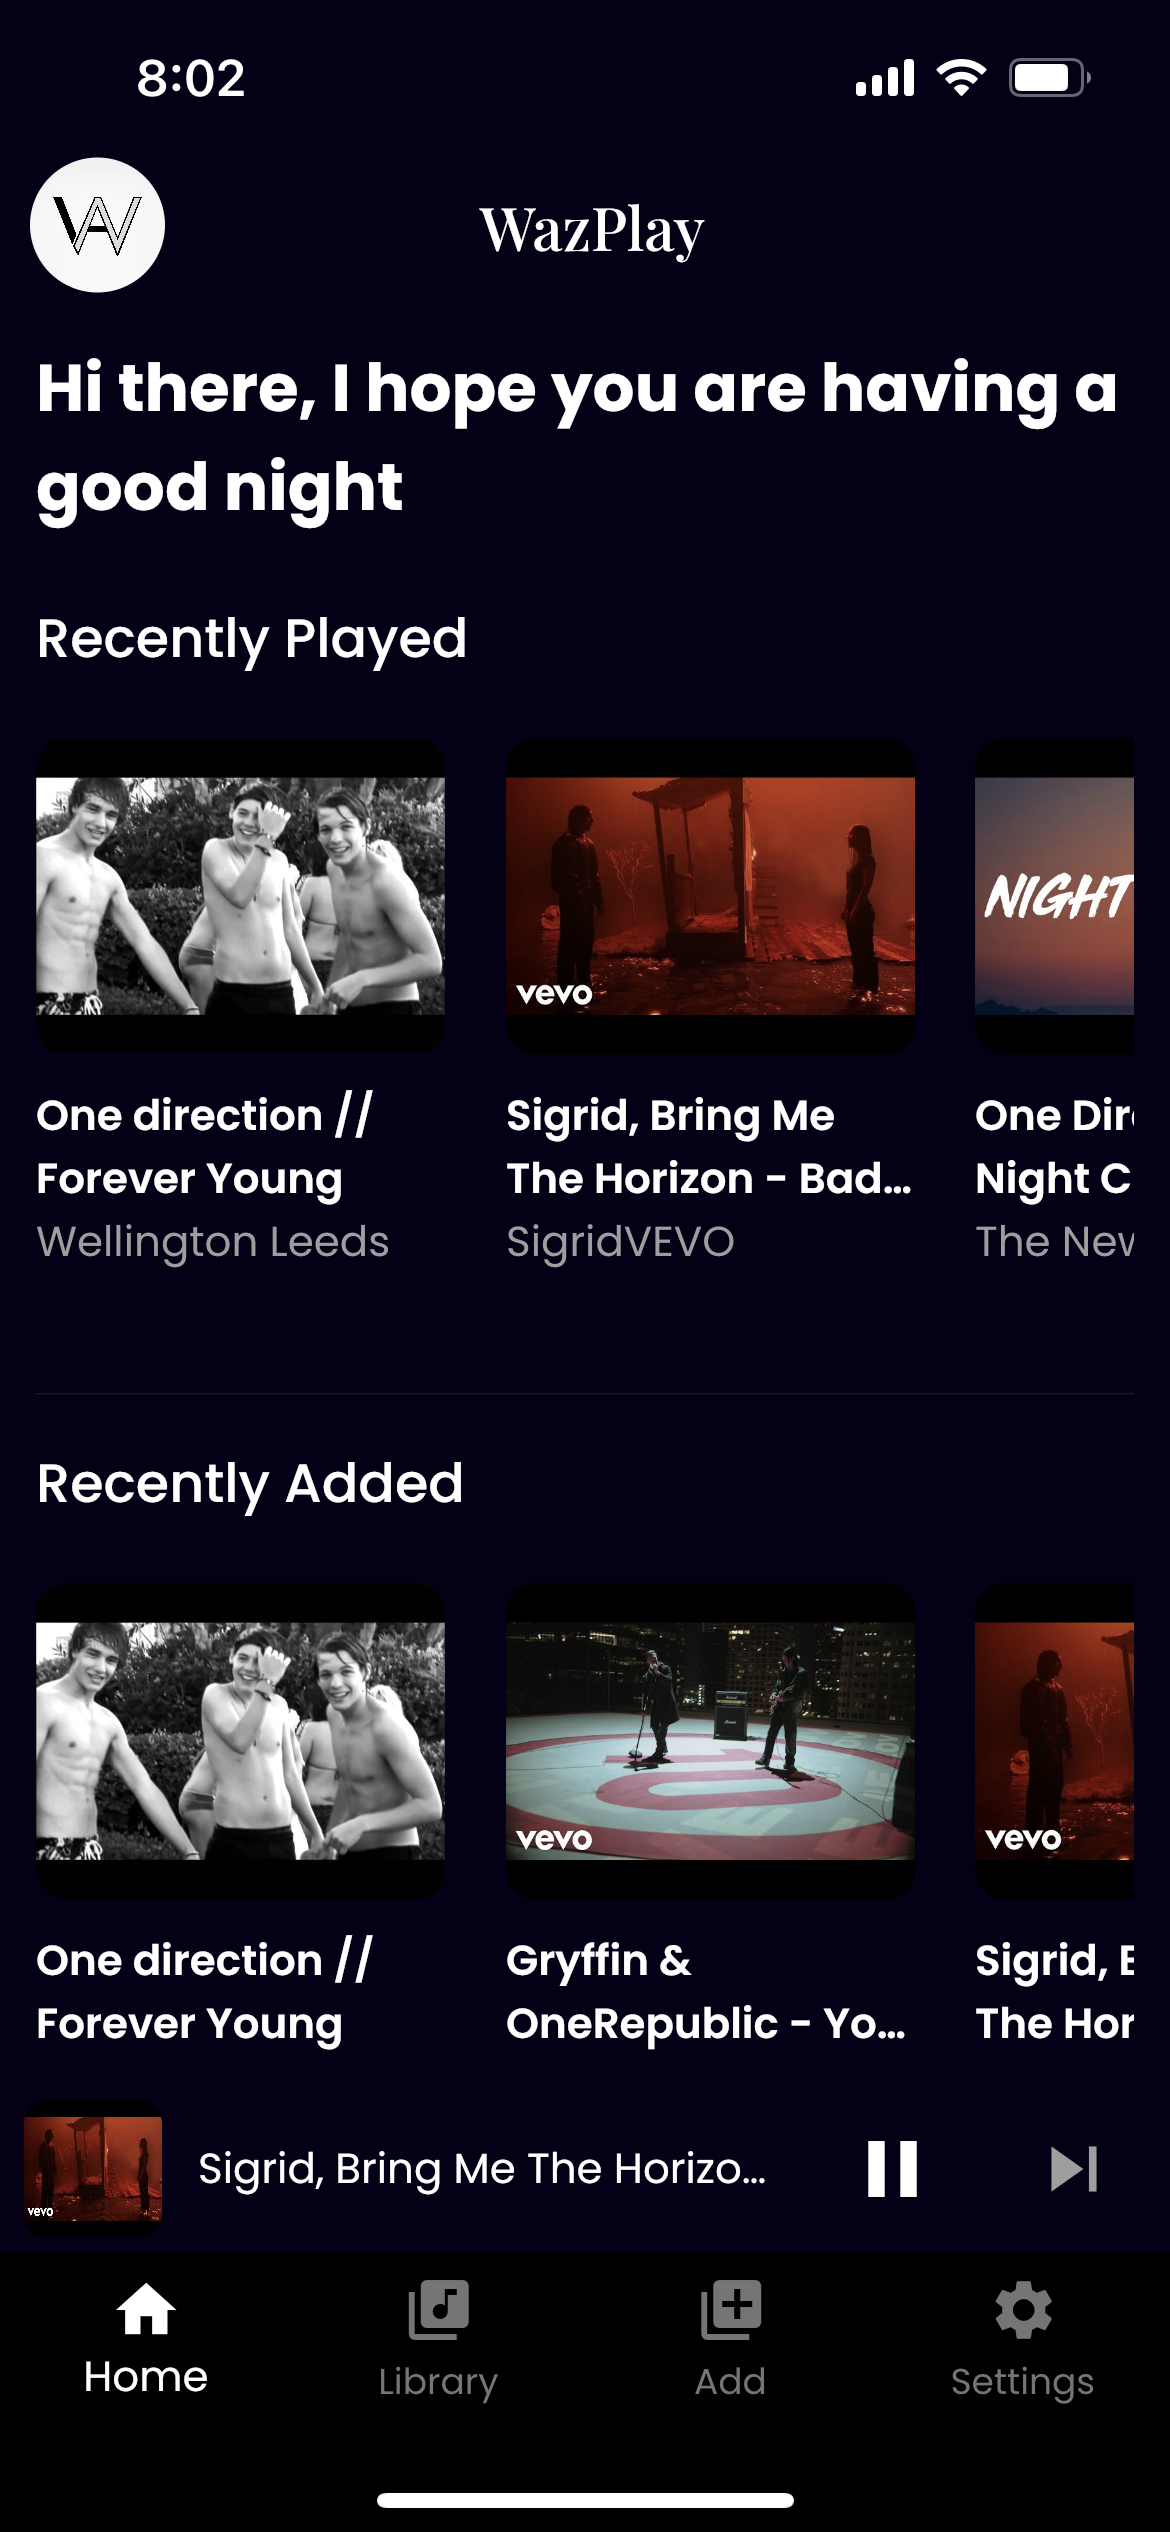 8:02
WazPlay
Hi there, I hope you are having a
good night
Recently Played
NIGHT
vevo
One direction //
Forever Young
Wellington Leeds
Sigrid, Bring Me
The Horizon - Bad...
SigridVEVO
One Dir
Night C
The New
Recently Added
vevo
vevo
One direction //
Forever Young
Gryffin &
OneRepublic - Yo...
Sigrid, B
The Hor
vevo
Sigrid, Bring Me The Horizo...
Home
Library
Add
Settings